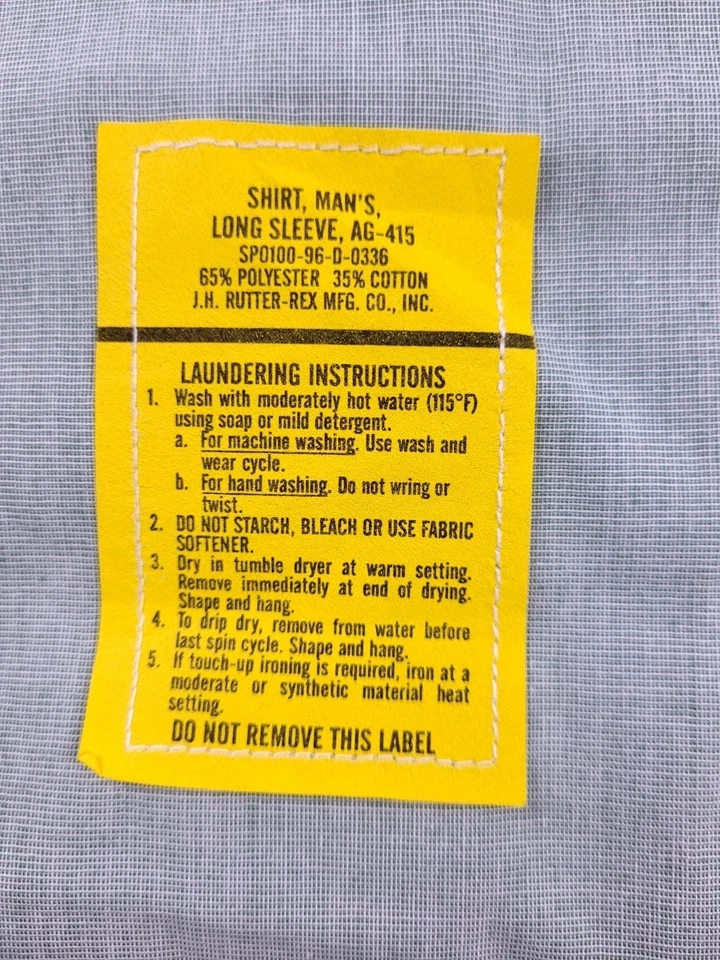 SHIRT, MAN'S,
LONG SLEEVE, AG-415
SPO100-96-D-0336
65% POLYESTER 35% COTTON
J.H. RUTTER-REX MFG. CO., INC.
LAUNDERING INSTRUCTIONS
1. Wash with moderately hot water (115°F)
using soap or mild detergent.
a. For machine washing. Use wash and
wear cycle.
b. For hand washing. Do not wring or
twist.
2. DO NOT STARCH, BLEACH OR USE FABRIC
SOFTENER.
3. Dry in tumble dryer at warm setting.
Remove immediately at end of drying.
Shape and hang.
4. To drip dry, remove from water before
last spin cycle. Shape and hang.
5. If touch-up ironing is required, iron at a
moderate or synthetic material heat
setting.
DO NOT REMOVE THIS LABEL